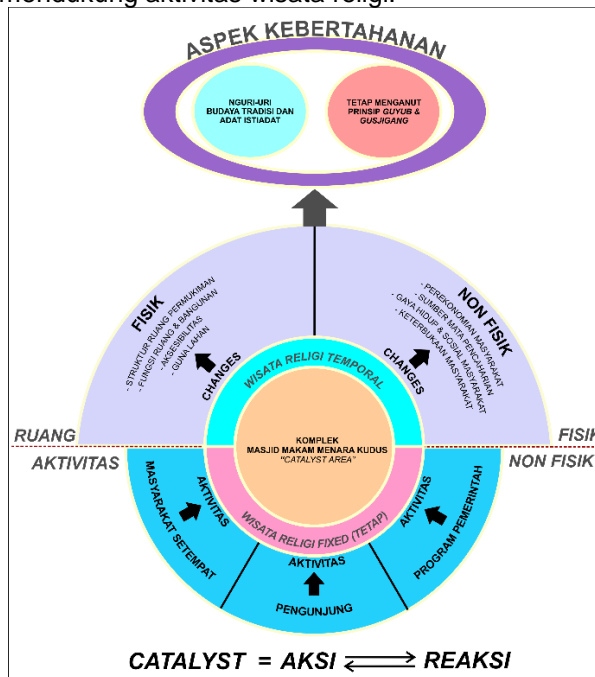 mendukung aktivitas wisata religi.
ASPEK KEBERTAHANAN
NGURI-URI
BUDAYA TRADISI DAN
ADAT ISTIADAT
TETAP MENGANUT
PRINSIP GUYUB &
GUSJIGANG
FISIK
- STRUKTUR RUANG PERMUKIMAN
- FUNGSI RUANG & BANGUNAN
- AKSESIBILITAS
- GUNA LAHAN
CHANGES
NON FISIK
- PEREKONOMIAN MASYARAKAT
- SUMBER MATA PENCAHARIAN
- GAYA HIDUP & SOSIAL MASYARAKAT
- KETERBUKAAN MASYARAKAT
CHANGES
WISATA RELIGI TEMPORAL
KOMPLEK
MASJID MAKAM MENARA KUDUS
"CATALYST AREA"
RUANG
FISIK
AKTIVITAS
NON FISIK
WISATA RELIGI FIXED (TETAP)
MASYARAKAT SETEMPAT
AKTIVITAS
AKTIVITAS
PENGUNJUNG
AKTIVITAS
PROGRAM PEMERINTAH
CATALYST = AKSI ⇌ REAKSI